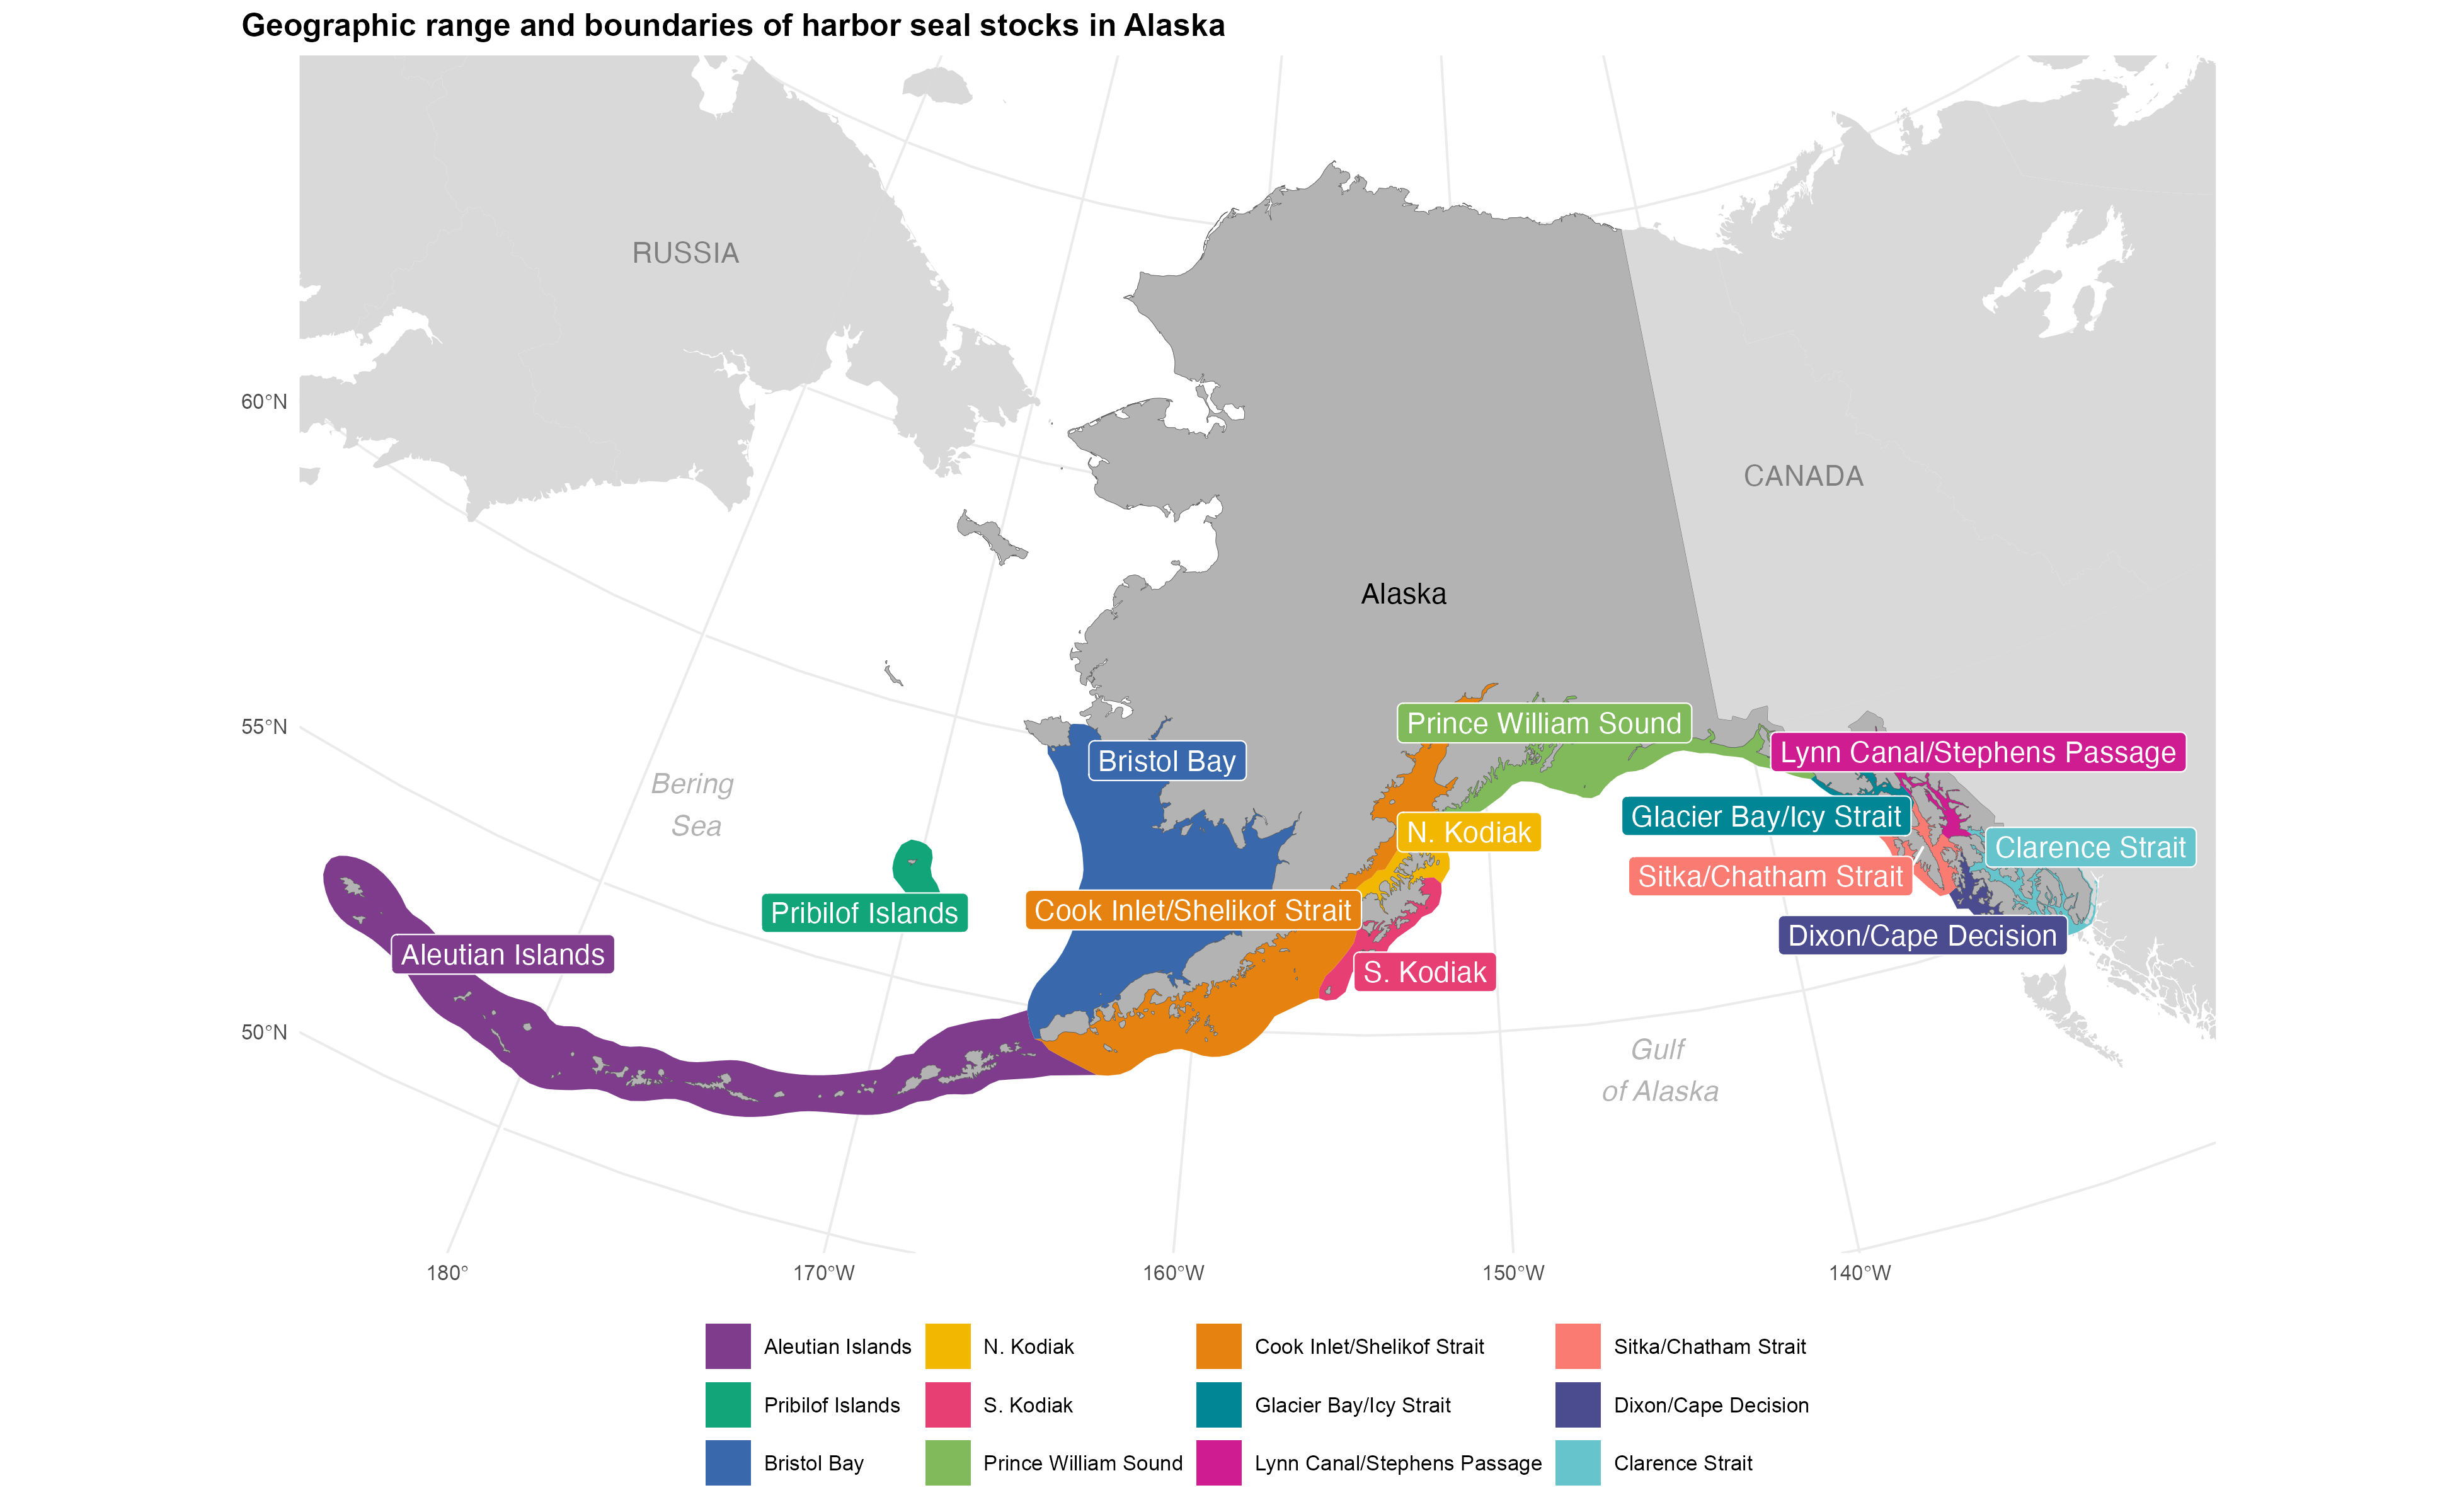 Geographic range and boundaries of harbor seal stocks in Alaska
RUSSIA
60°N
CANADA
Alaska
Prince William Sound
55°N
Lynn Canal/Stephens Passage
Bristol Bay
Bering
Sea
Glacier Bay/Icy Strait
N. Kodiak
Clarence Strait
Sitka/Chatham Strait
Cook Inlet/Shelikof Strait
Pribilof Islands
Dixon/Cape Decision
Aleutian Islands
S. Kodiak
50°N
Gulf
of Alaska
180°
170°W
160°W
150°W
140°W
Aleutian Islands
N. Kodiak
Cook Inlet/Shelikof Strait
Sitka/Chatham Strait
Pribilof Islands
S. Kodiak
Glacier Bay/Icy Strait
Dixon/Cape Decision
Bristol Bay
Prince William Sound
Lynn Canal/Stephens Passage
Clarence Strait